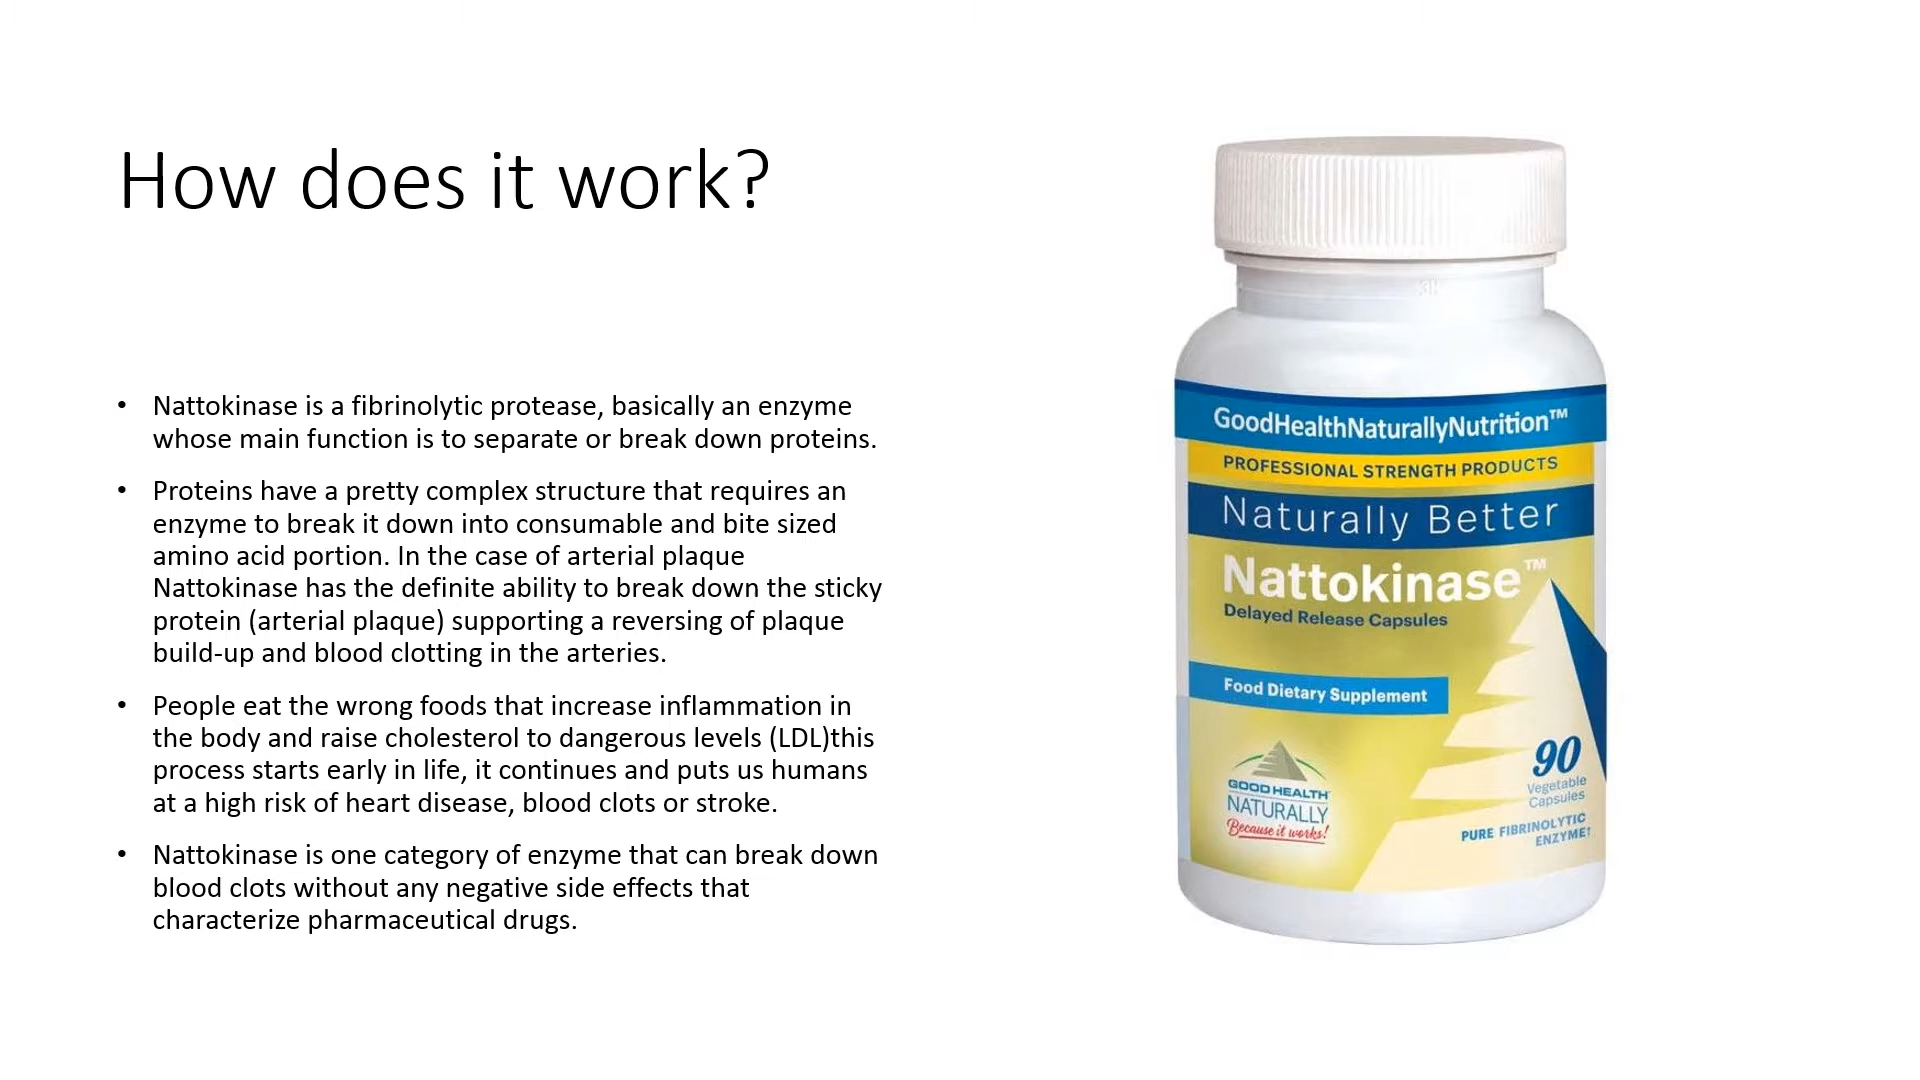 How does it work?
• Nattokinase is a fibrinolytic protease, basically an enzyme
whose main function is to separate or break down proteins.
• Proteins have a pretty complex structure that requires an
enzyme to break it down into consumable and bite sized
amino acid portion. In the case of arterial plaque
Nattokinase has the definite ability to break down the sticky
protein (arterial plaque) supporting a reversing of plaque
build-up and blood clotting in the arteries.
• People eat the wrong foods that increase inflammation in
the body and raise cholesterol to dangerous levels (LDL)this
process starts early in life, it continues and puts us humans
at a high risk of heart disease, blood clots or stroke.
• Nattokinase is one category of enzyme that can break down
blood clots without any negative side effects that
characterize pharmaceutical drugs.
GoodHealthNaturallyNutrition™
PROFESSIONAL STRENGTH PRODUCTS
Naturally Better
Nattokinase™
Delayed Release Capsules
Food Dietary Supplement
GOOD HEALTH
NATURALLY
Because it works!
90
Vegetable
Capsules
PURE FIBRINOLYTIC
ENZYME†